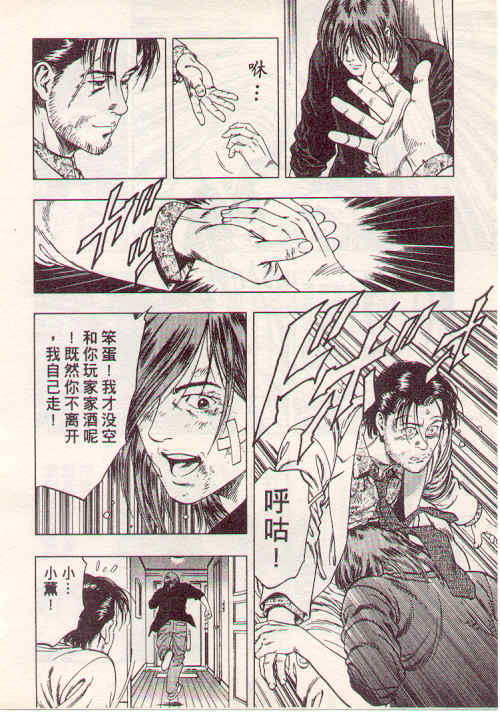 咻…
呼咕！
笨蛋！我才没空
和你玩家家酒呢
！既然你不离开
，我自己走！
小…
小薰！